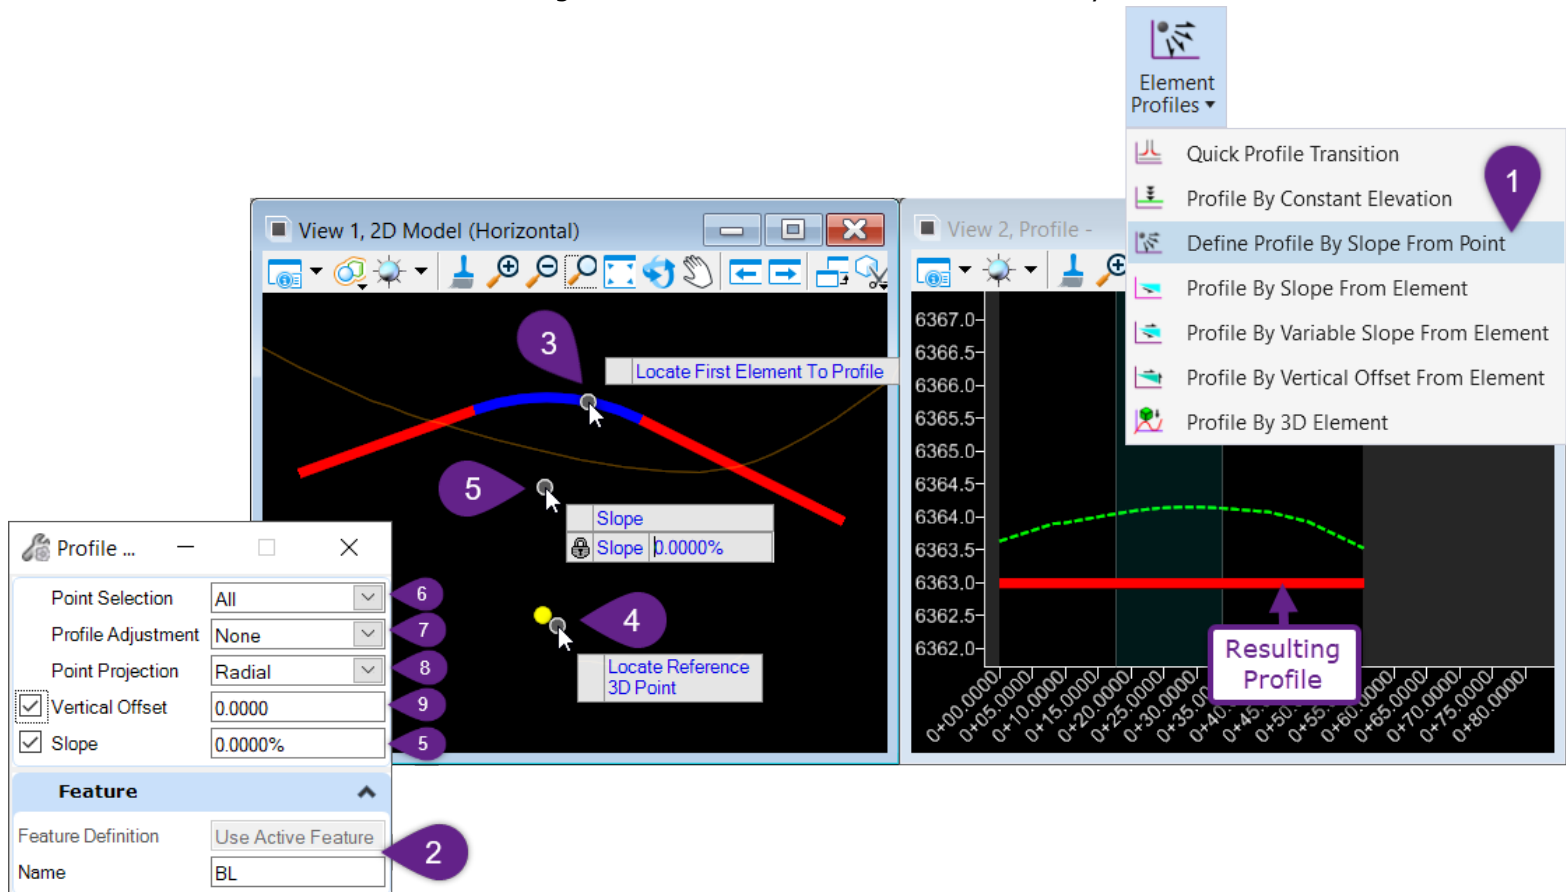 Element
Profiles
Quick Profile Transition
Profile By Constant Elevation
Define Profile By Slope From Point
Profile By Slope From Element
Profile By Variable Slope From Element
Profile By Vertical Offset From Element
Profile By 3D Element
1
View 1, 2D Model (Horizontal)
3
Locate First Element To Profile
5
Slope
Slope 0.0000%
4
Locate Reference
3D Point
View 2, Profile -
6367.0
6366.5
6366.0
6365.5
6365.0
6364.5
6364.0
6363.5
6363.0
6362.5
6362.0
Resulting
Profile
0+00.0000
0+05.0000
0+10.0000
0+15.0000
0+20.0000
0+25.0000
0+30.0000
0+60.0000
0+65.0000
0+70.0000
0+75.0000
0+80.0000
Profile ...
Point Selection All 6
Profile Adjustment None 7
Point Projection Radial 8
Vertical Offset 0.0000 9
Slope 0.0000% 5
Feature
Feature Definition Use Active Feature
Name BL
2